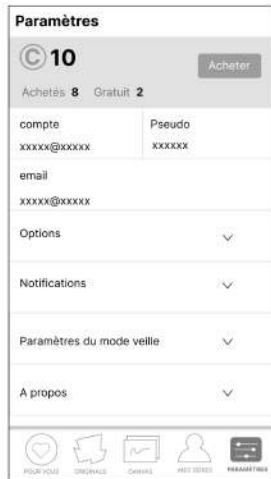 Paramètres
© 10
Acheter
Achetés 8 Gratuit 2
compte
Pseudo
xxxxx@xxxxx
xxxxxx
email
xxxxx@xxxxx
Options
Notifications
Paramètres du mode veille
A propos
POUR VOUS ORIGINALS CANVAS MES SÉRIES PARAMÈTRES